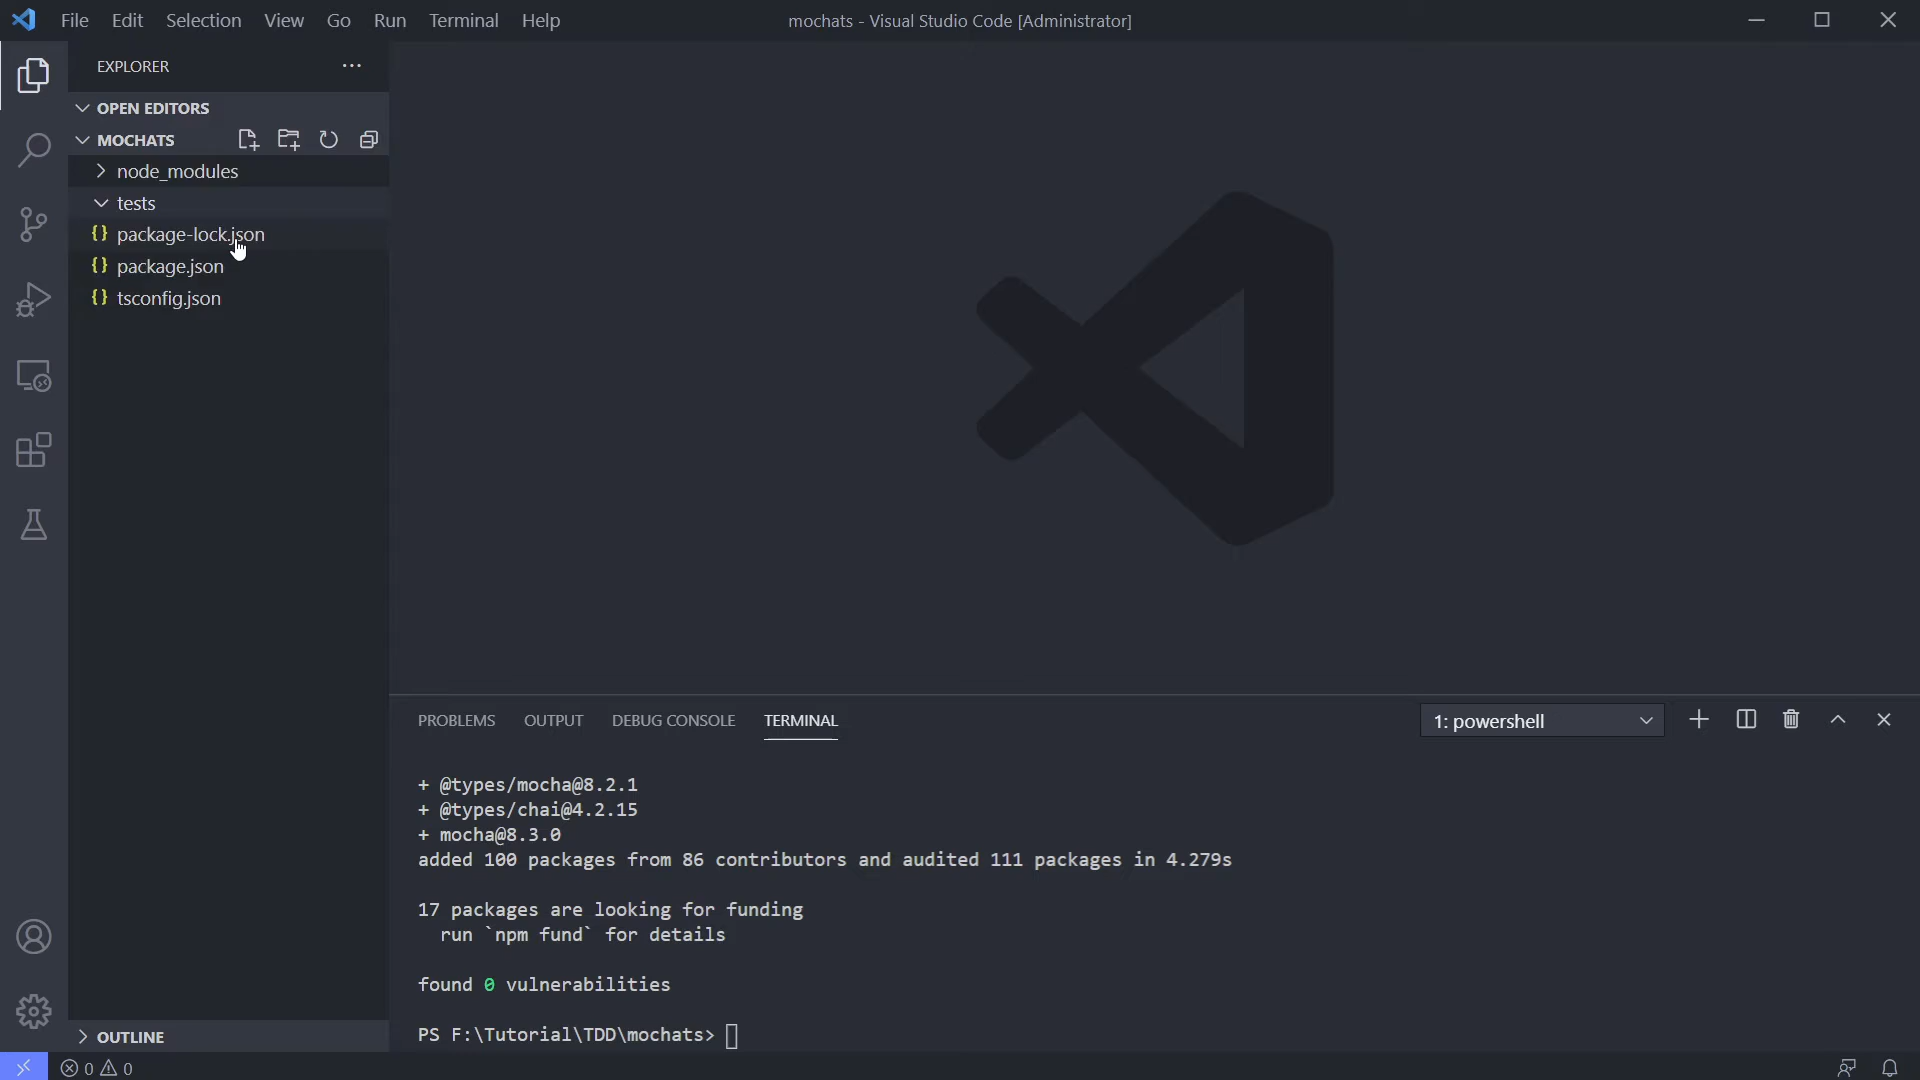 File Edit Selection View Go Run Terminal Help
mochats - Visual Studio Code [Administrator]
EXPLORER
OPEN EDITORS
MOCHATS
node_modules
tests
{} package-lock.json
{} package.json
{} tsconfig.json
PROBLEMS OUTPUT DEBUG CONSOLE TERMINAL
1: powershell
+ @types/mocha@8.2.1
+ @types/chai@4.2.15
+ mocha@8.3.0
added 100 packages from 86 contributors and audited 111 packages in 4.279s
17 packages are looking for funding
run `npm fund` for details
found 0 vulnerabilities
PS F:\Tutorial\TDD\mochats>
OUTLINE
0 0